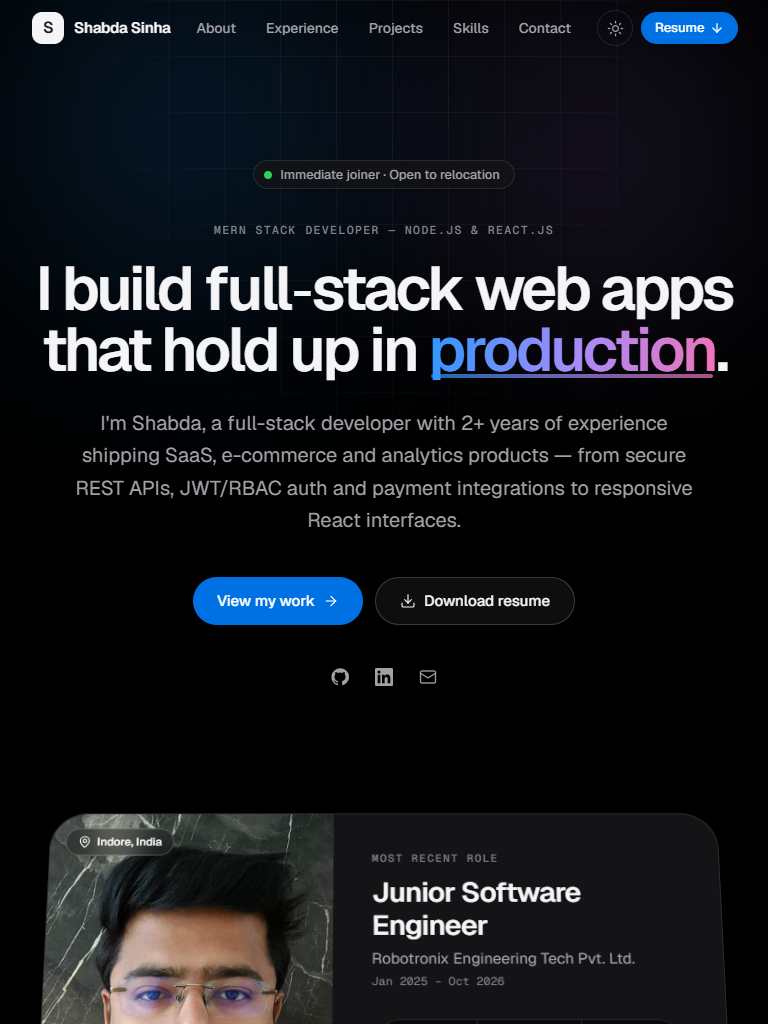 S Shabda Sinha About Experience Projects Skills Contact Resume
Immediate joiner · Open to relocation
MERN STACK DEVELOPER — NODE.JS & REACT.JS
I build full-stack web apps
that hold up in production.
I'm Shabda, a full-stack developer with 2+ years of experience
shipping SaaS, e-commerce and analytics products — from secure
REST APIs, JWT/RBAC auth and payment integrations to responsive
React interfaces.
View my work Download resume
in
Indore, India
MOST RECENT ROLE
Junior Software
Engineer
Robotronix Engineering Tech Pvt. Ltd.
Jan 2025 – Oct 2026